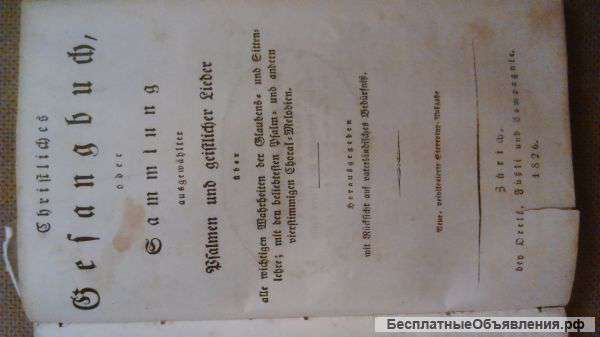 Christliches
Gesangbuch,
oder
Sammlung
ausgewählter
Psalmen und geistlicher Lieder
über
alle wichtigen Wahrheiten der Glaubens- und Sitten-
lehre; mit den beliebtesten Psalm- und andern
vierstimmigen Choral-Melodien.
Herausgegeben
mit Rücksicht auf vaterländisches Bedürfniß.
Neue, verbesserte
Zürich,
bey Orell, Füßli und Compagnie.
1826.
БесплатныеОбъявления.рф